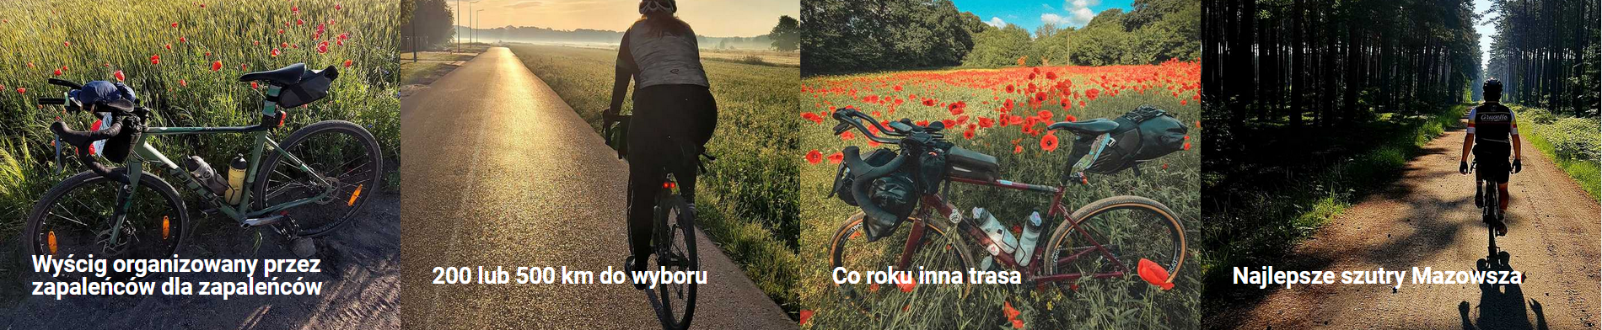 Wyścig organizowany przez
zapaleńców dla zapaleńców
200 lub 500 km do wyboru
Co roku inna trasa
Najlepsze szutry Mazowsza